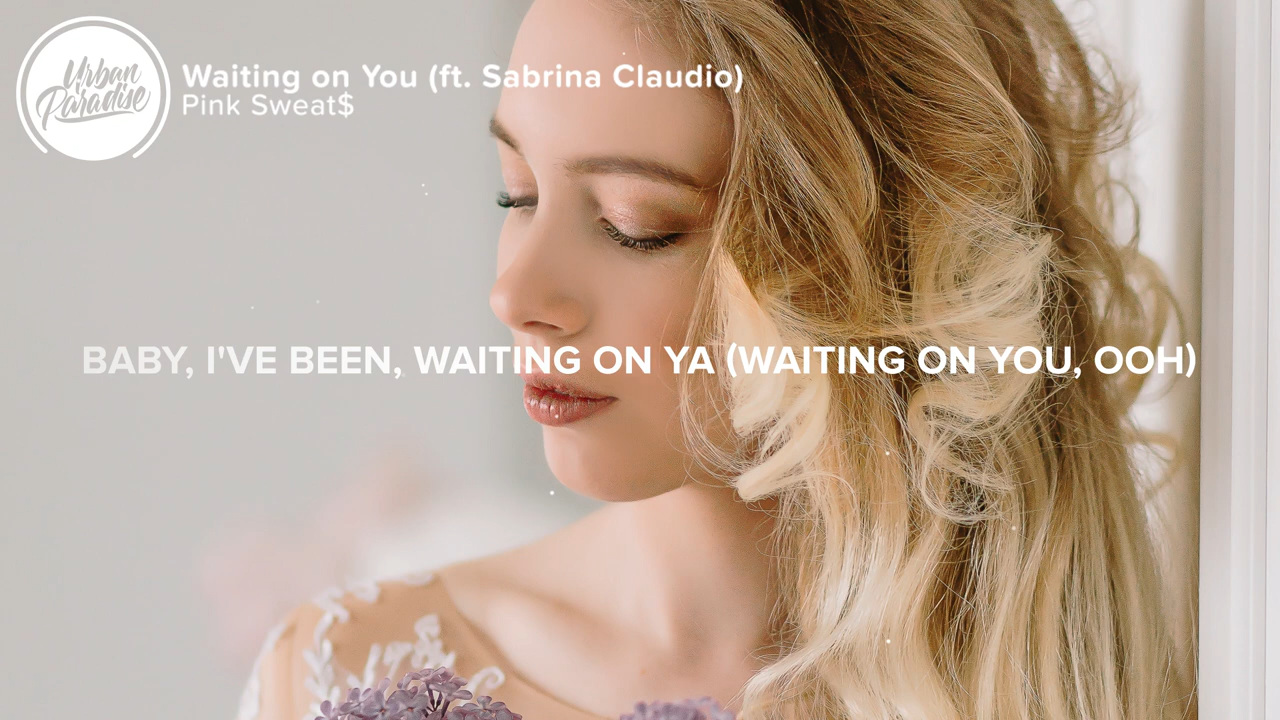 Urban
Paradise
Waiting on You (ft. Sabrina Claudio)
Pink Sweat$
BABY, I'VE BEEN, WAITING ON YA (WAITING ON YOU, OOH)